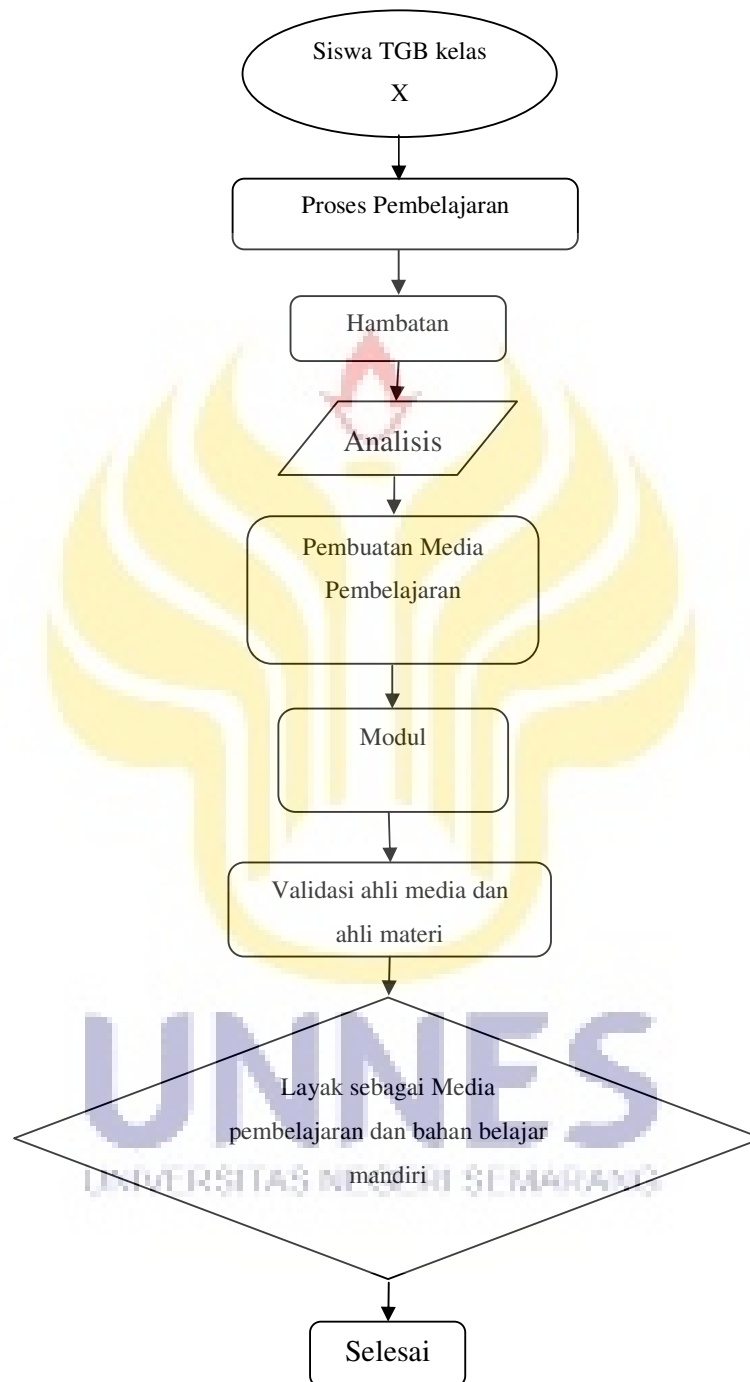 Siswa TGB kelas
X
Proses Pembelajaran
Hambatan
Analisis
Pembuatan Media
Pembelajaran
Modul
Validasi ahli media dan
ahli materi
UNNES
Layak sebagai Media
pembelajaran dan bahan belajar
mandiri
UNIVERSITAS NEGERI SEMARANG
Selesai